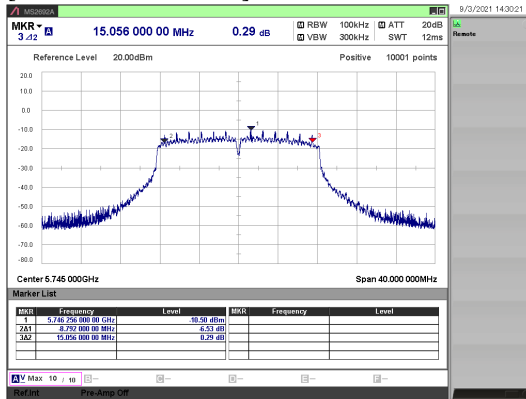 MS2692A
9/3/2021 14:30:21
MKR
3 Δ2
15.056 000 00 MHz
0.29 dB
RBW 100kHz ATT 20dB
VBW 300kHz SWT 12ms
Remote
Reference Level 20.00dBm Positive 10001 points
20.0
10.0
0.0
-10.0
-20.0
-30.0
-40.0
-50.0
-60.0
-70.0
-80.0
1
2
3
Center 5.745 000GHz Span 40.000 000MHz
Marker List
MKR Frequency Level MKR Frequency Level
1 5.746 256 000 00 GHz -10.50 dBm
2Δ1 8.792 000 00 MHz -6.53 dB
3Δ2 15.056 000 00 MHz 0.29 dB
A Max 10 / 10 B-- C-- D-- E-- F--
Ref.Int Pre-Amp Off